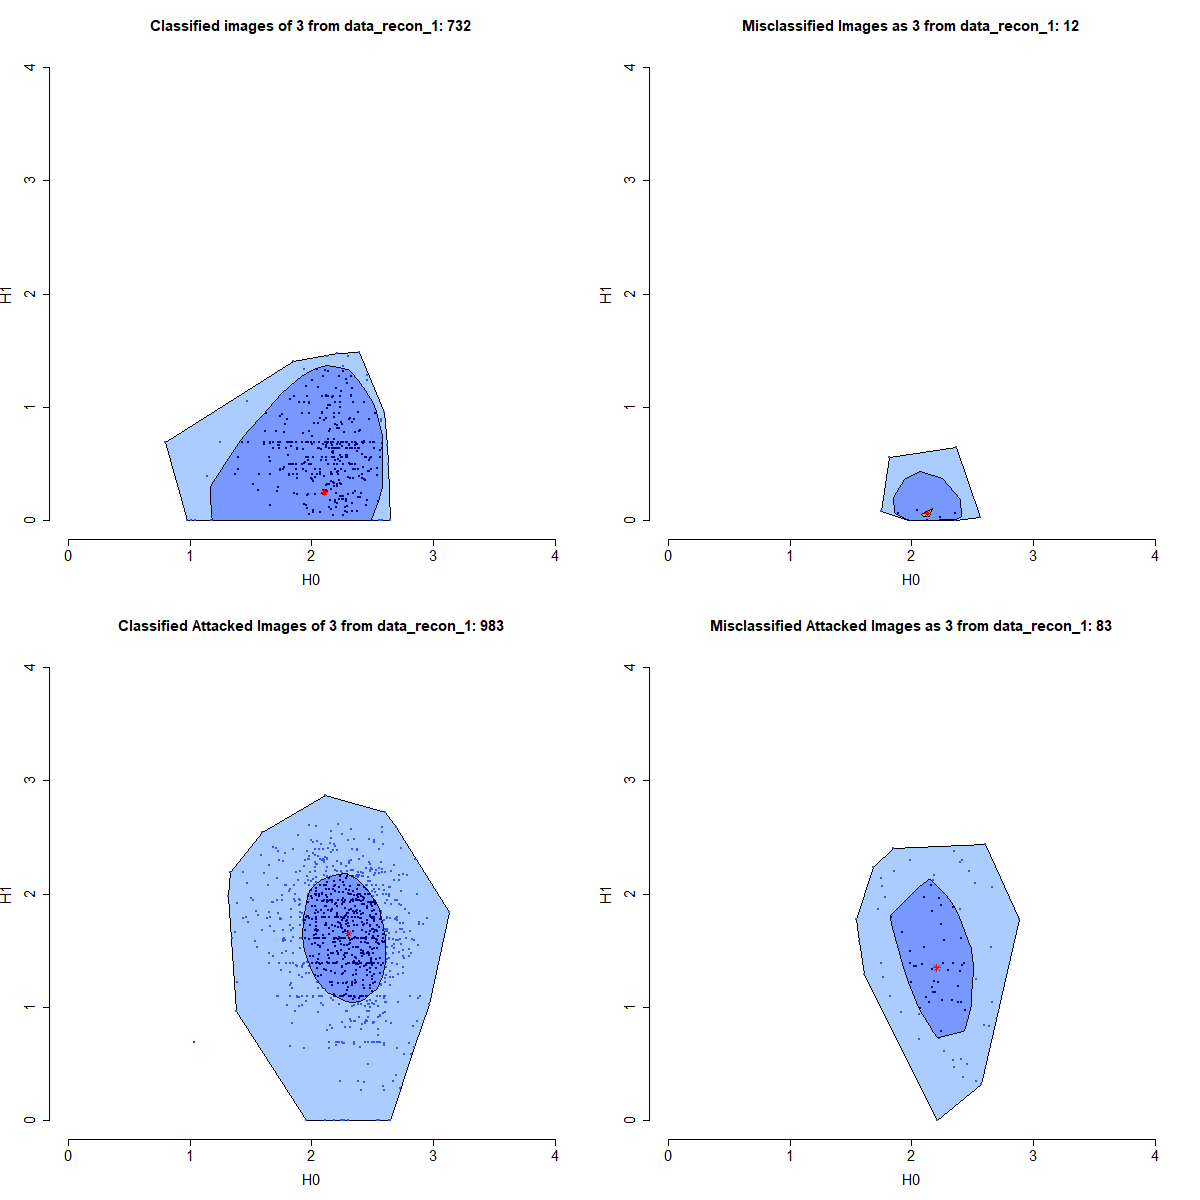 Classified images of 3 from data_recon_1: 732
4
3
2
1
0
H1
0 1 2 3 4
H0
Misclassified Images as 3 from data_recon_1: 12
4
3
2
1
0
H1
0 1 2 3 4
H0
Classified Attacked Images of 3 from data_recon_1: 983
4
3
2
1
0
H1
0 1 2 3 4
H0
Misclassified Attacked Images as 3 from data_recon_1: 83
4
3
2
1
0
H1
0 1 2 3 4
H0